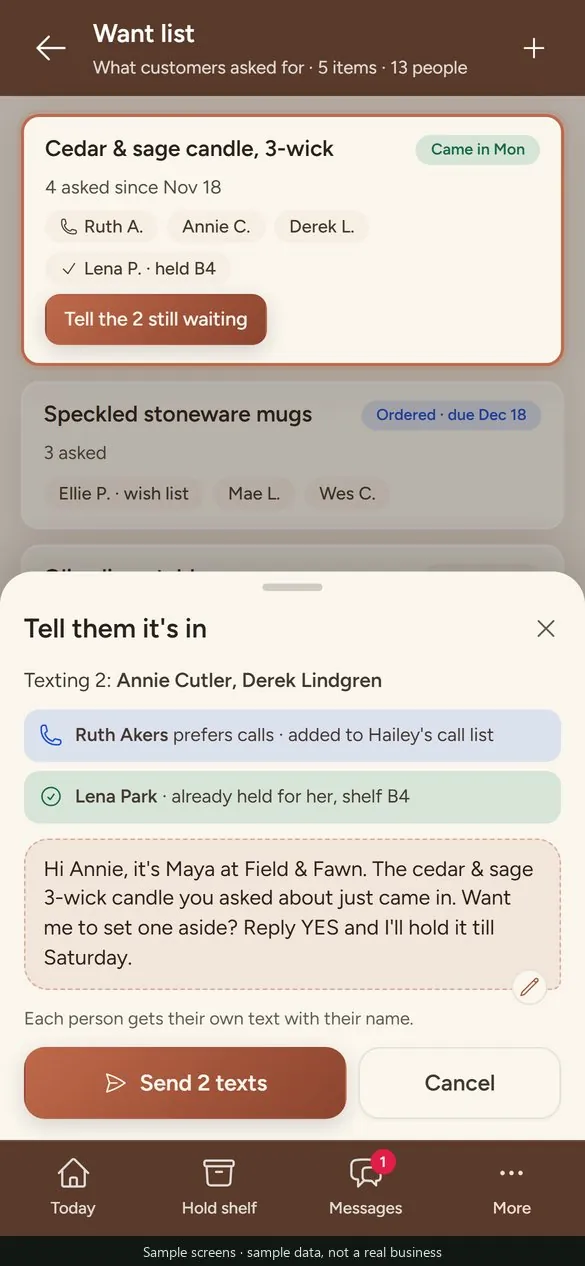 Want list
What customers asked for · 5 items · 13 people
Cedar & sage candle, 3-wick
Came in Mon
4 asked since Nov 18
Ruth A.
Annie C.
Derek L.
Lena P. · held B4
Tell the 2 still waiting
Speckled stoneware mugs
Ordered · due Dec 18
3 asked
Ellie P. · wish list
Mae L.
Wes C.
Tell them it's in
Texting 2: Annie Cutler, Derek Lindgren
Ruth Akers prefers calls · added to Hailey's call list
Lena Park · already held for her, shelf B4
Hi Annie, it's Maya at Field & Fawn. The cedar & sage
3-wick candle you asked about just came in. Want
me to set one aside? Reply YES and I'll hold it till
Saturday.
Each person gets their own text with their name.
Send 2 texts
Cancel
Today
Hold shelf
1
Messages
More
Sample screens · sample data, not a real business